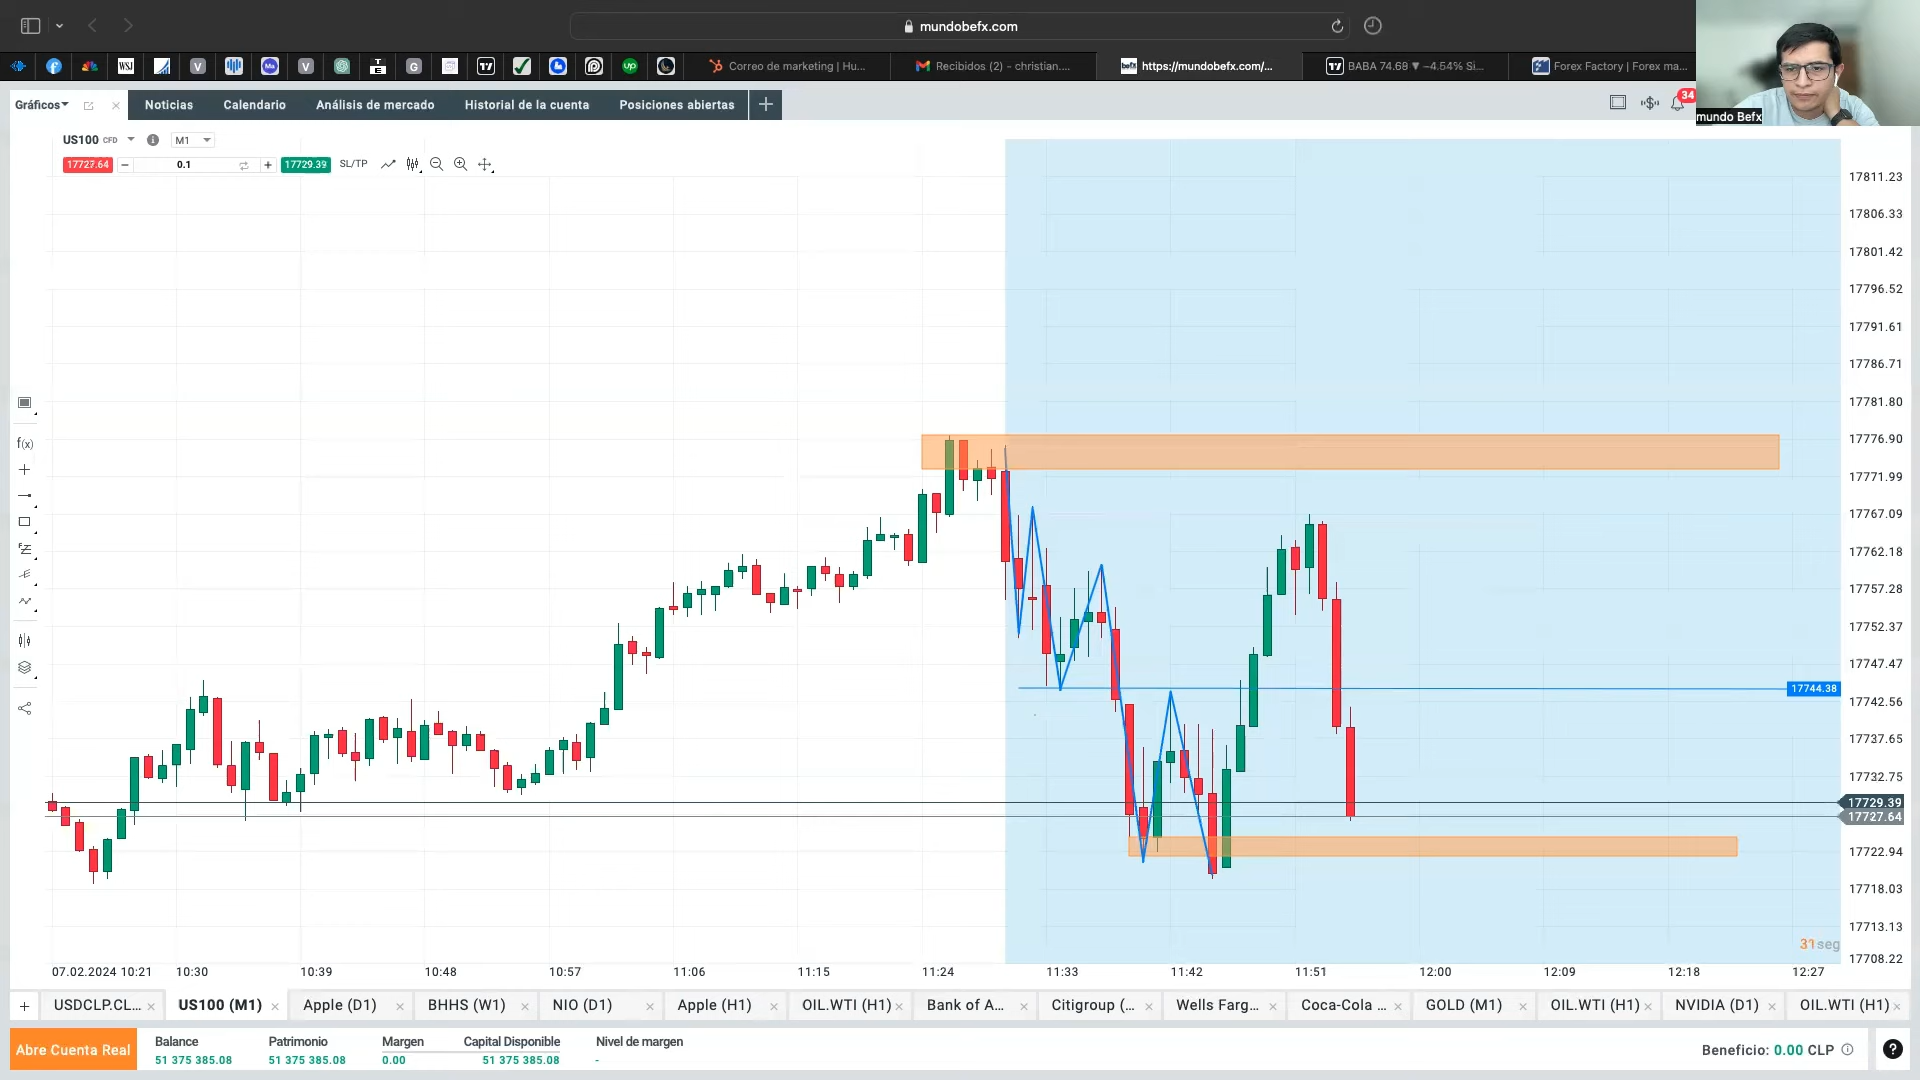 mundobefx.com
WSJ
Correo de marketing | Hu...
Recibidos (2) - christian....
befx https://mundobefx.com/...
BABA 74.68 ▼ −4.54% Si...
Forex Factory | Forex ma...
mundo Befx
Gráficos
Noticias
Calendario
Análisis de mercado
Historial de la cuenta
Posiciones abiertas
34
US100 CFD
M1
17727.64
0.1
17729.39
SL/TP
f(x)
17811.23
17806.33
17801.42
17796.52
17791.61
17786.71
17781.80
17776.90
17771.99
17767.09
17762.18
17757.28
17752.37
17747.47
17744.38
17742.56
17737.65
17732.75
17729.39
17727.64
17722.94
17718.03
17713.13
17708.22
31seg
07.02.2024 10:21
10:30
10:39
10:48
10:57
11:06
11:15
11:24
11:33
11:42
11:51
12:00
12:09
12:18
12:27
USDCLP.CL...
US100 (M1)
Apple (D1)
BHHS (W1)
NIO (D1)
Apple (H1)
OIL.WTI (H1)
Bank of A...
Citigroup (...
Wells Farg...
Coca-Cola ...
GOLD (M1)
OIL.WTI (H1)
NVIDIA (D1)
OIL.WTI (H1)
Abre Cuenta Real
Balance
51 375 385.08
Patrimonio
51 375 385.08
Margen
0.00
Capital Disponible
51 375 385.08
Nivel de margen
-
Beneficio: 0.00 CLP